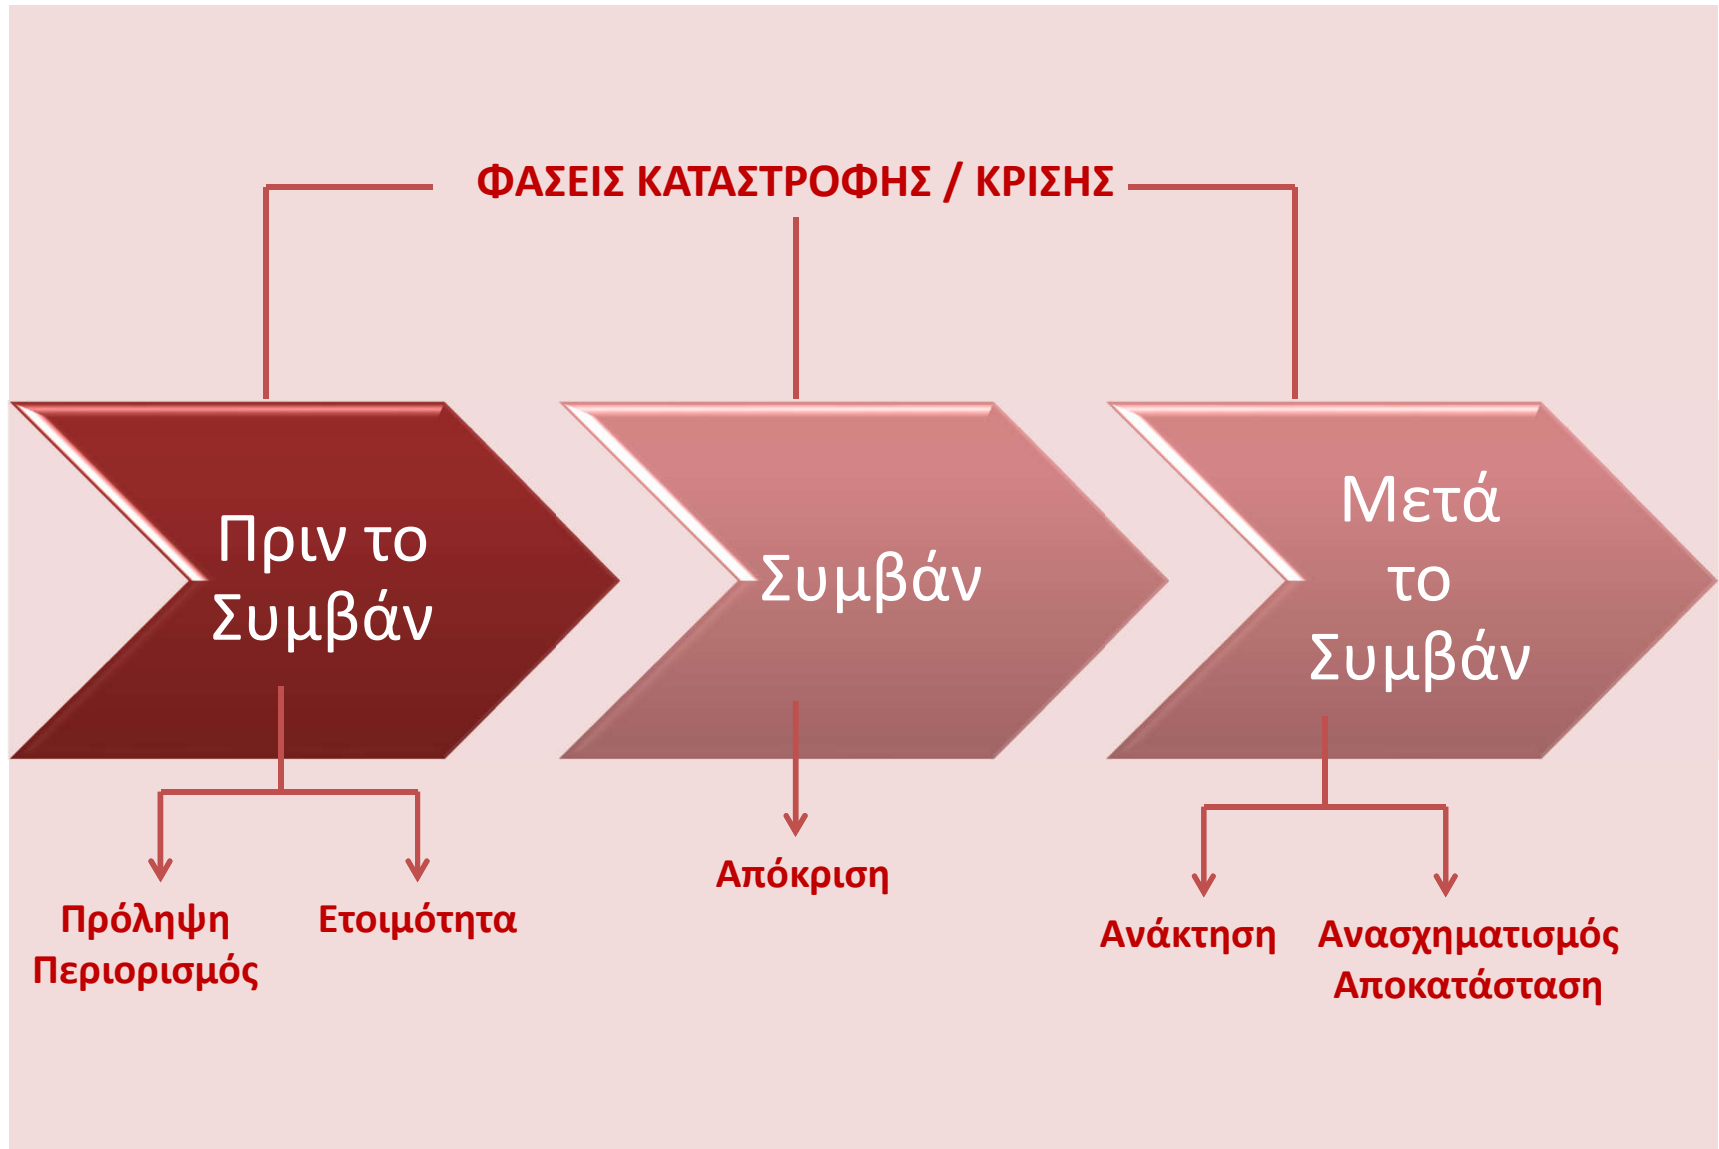 ΦΑΣΕΙΣ ΚΑΤΑΣΤΡΟΦΗΣ / ΚΡΙΣΗΣ
Πριν το
Συμβάν
Συμβάν
Μετά
το
Συμβάν
Πρόληψη
Περιορισμός
Ετοιμότητα
Απόκριση
Ανάκτηση
Ανασχηματισμός
Αποκατάσταση